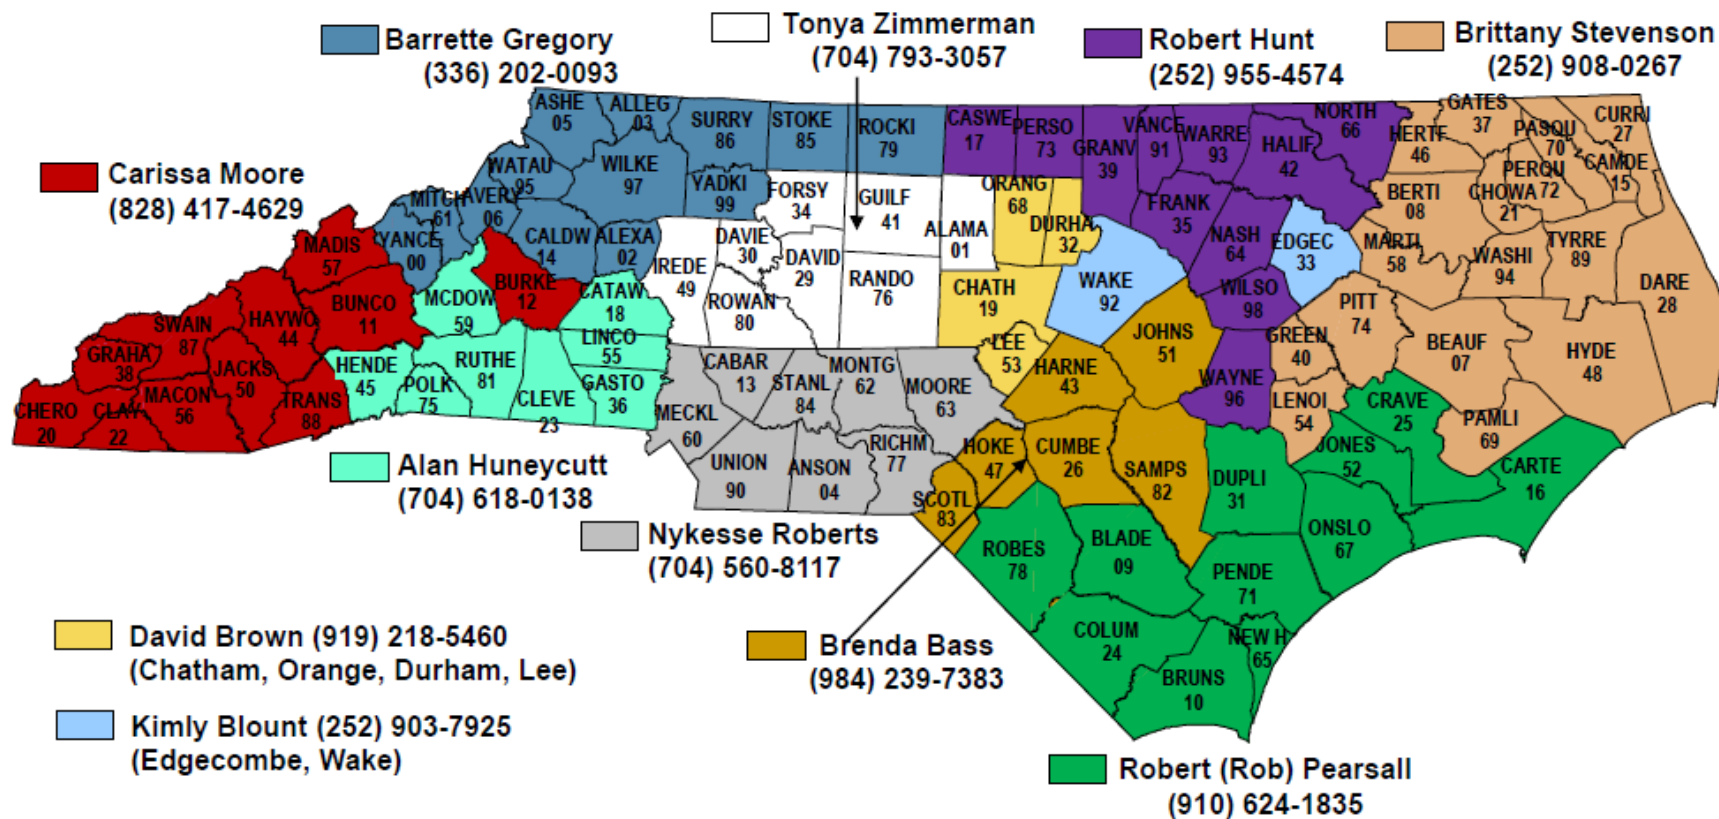 Barrette Gregory
(336) 202-0093
Tonya Zimmerman
(704) 793-3057
Robert Hunt
(252) 955-4574
Brittany Stevenson
(252) 908-0267
Carissa Moore
(828) 417-4629
ASHE
05
ALLEG
03
SURRY
86
STOKE
85
ROCKI
79
CASWE
17
PERSO
73
GRANV
39
VANCE
91
WARRE
93
HALIF
42
NORTH
66
HERTF
46
GATES
37
PASQU
70
CURRI
27
CAMDE
15
PERQU
72
CHOWA
21
BERTI
08
WATAU
95
WILKE
97
YADKI
99
FORSY
34
GUILF
41
ALAMA
01
ORANG
68
DURHA
32
FRANK
35
NASH
64
EDGEC
33
MARTI
58
WASHI
94
TYRRE
89
DARE
28
MITCH
61
AVERY
06
YANCE
00
CALDW
14
ALEXA
02
IREDE
49
DAVIE
30
DAVID
29
RANDO
76
CHATH
19
WAKE
92
WILSO
98
PITT
74
BEAUF
07
HYDE
48
MADIS
57
BUNCO
11
MCDOW
59
BURKE
12
CATAW
18
ROWAN
80
LEE
53
JOHNS
51
GREEN
40
SWAIN
87
HAYWO
44
GRAHA
38
JACKS
50
HENDE
45
RUTHE
81
LINCO
55
CABAR
13
STANL
84
MONTG
62
MOORE
63
HARNE
43
WAYNE
96
LENOI
54
CRAVE
25
PAMLI
69
CHERO
20
CLAY
22
MACON
56
TRANS
88
POLK
75
CLEVE
23
GASTO
36
MECKL
60
UNION
90
ANSON
04
RICHM
77
HOKE
47
CUMBE
26
SAMPS
82
DUPLI
31
JONES
52
CARTE
16
SCOTL
83
ROBES
78
BLADE
09
PENDE
71
ONSLO
67
COLUM
24
NEW H
65
BRUNS
10
Alan Huneycutt
(704) 618-0138
Nykesse Roberts
(704) 560-8117
David Brown (919) 218-5460
(Chatham, Orange, Durham, Lee)
Brenda Bass
(984) 239-7383
Kimly Blount (252) 903-7925
(Edgecombe, Wake)
Robert (Rob) Pearsall
(910) 624-1835